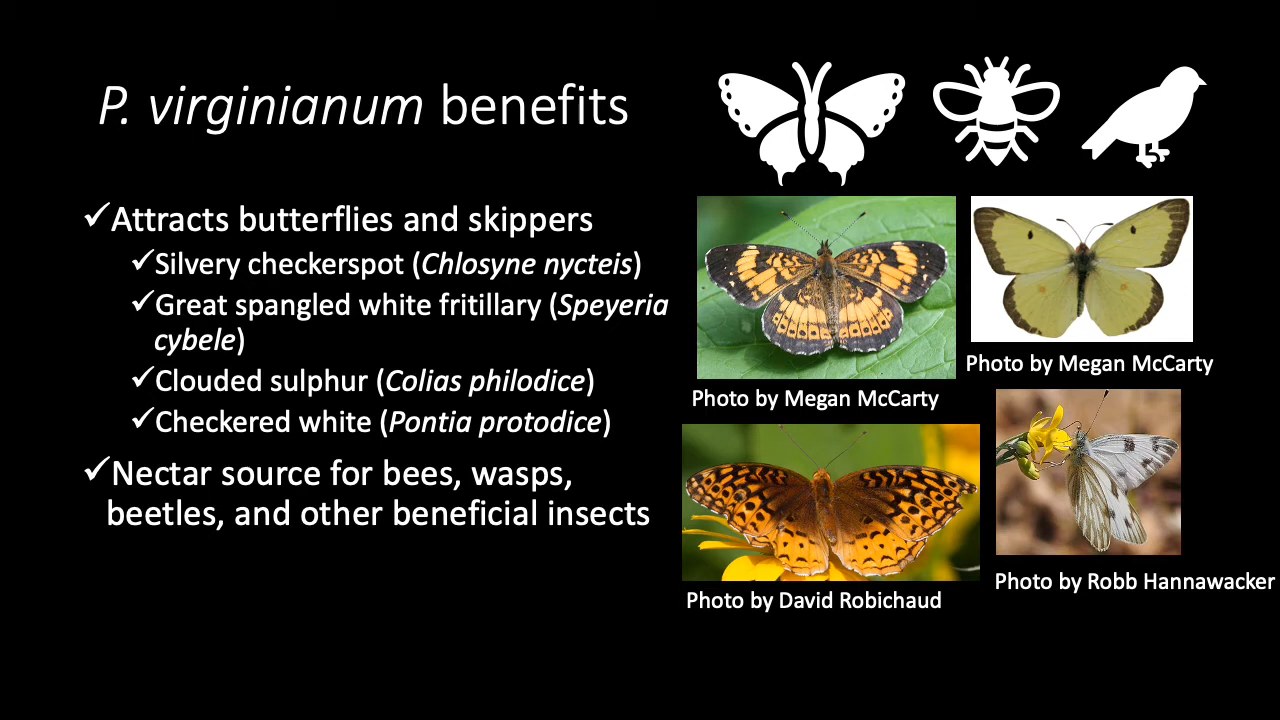 P. virginianum benefits
✓Attracts butterflies and skippers
✓Silvery checkerspot (Chlosyne nycteis)
✓Great spangled white fritillary (Speyeria
cybele)
✓Clouded sulphur (Colias philodice)
✓Checkered white (Pontia protodice)
✓Nectar source for bees, wasps,
beetles, and other beneficial insects
Photo by Megan McCarty
Photo by Megan McCarty
Photo by David Robichaud
Photo by Robb Hannawacker